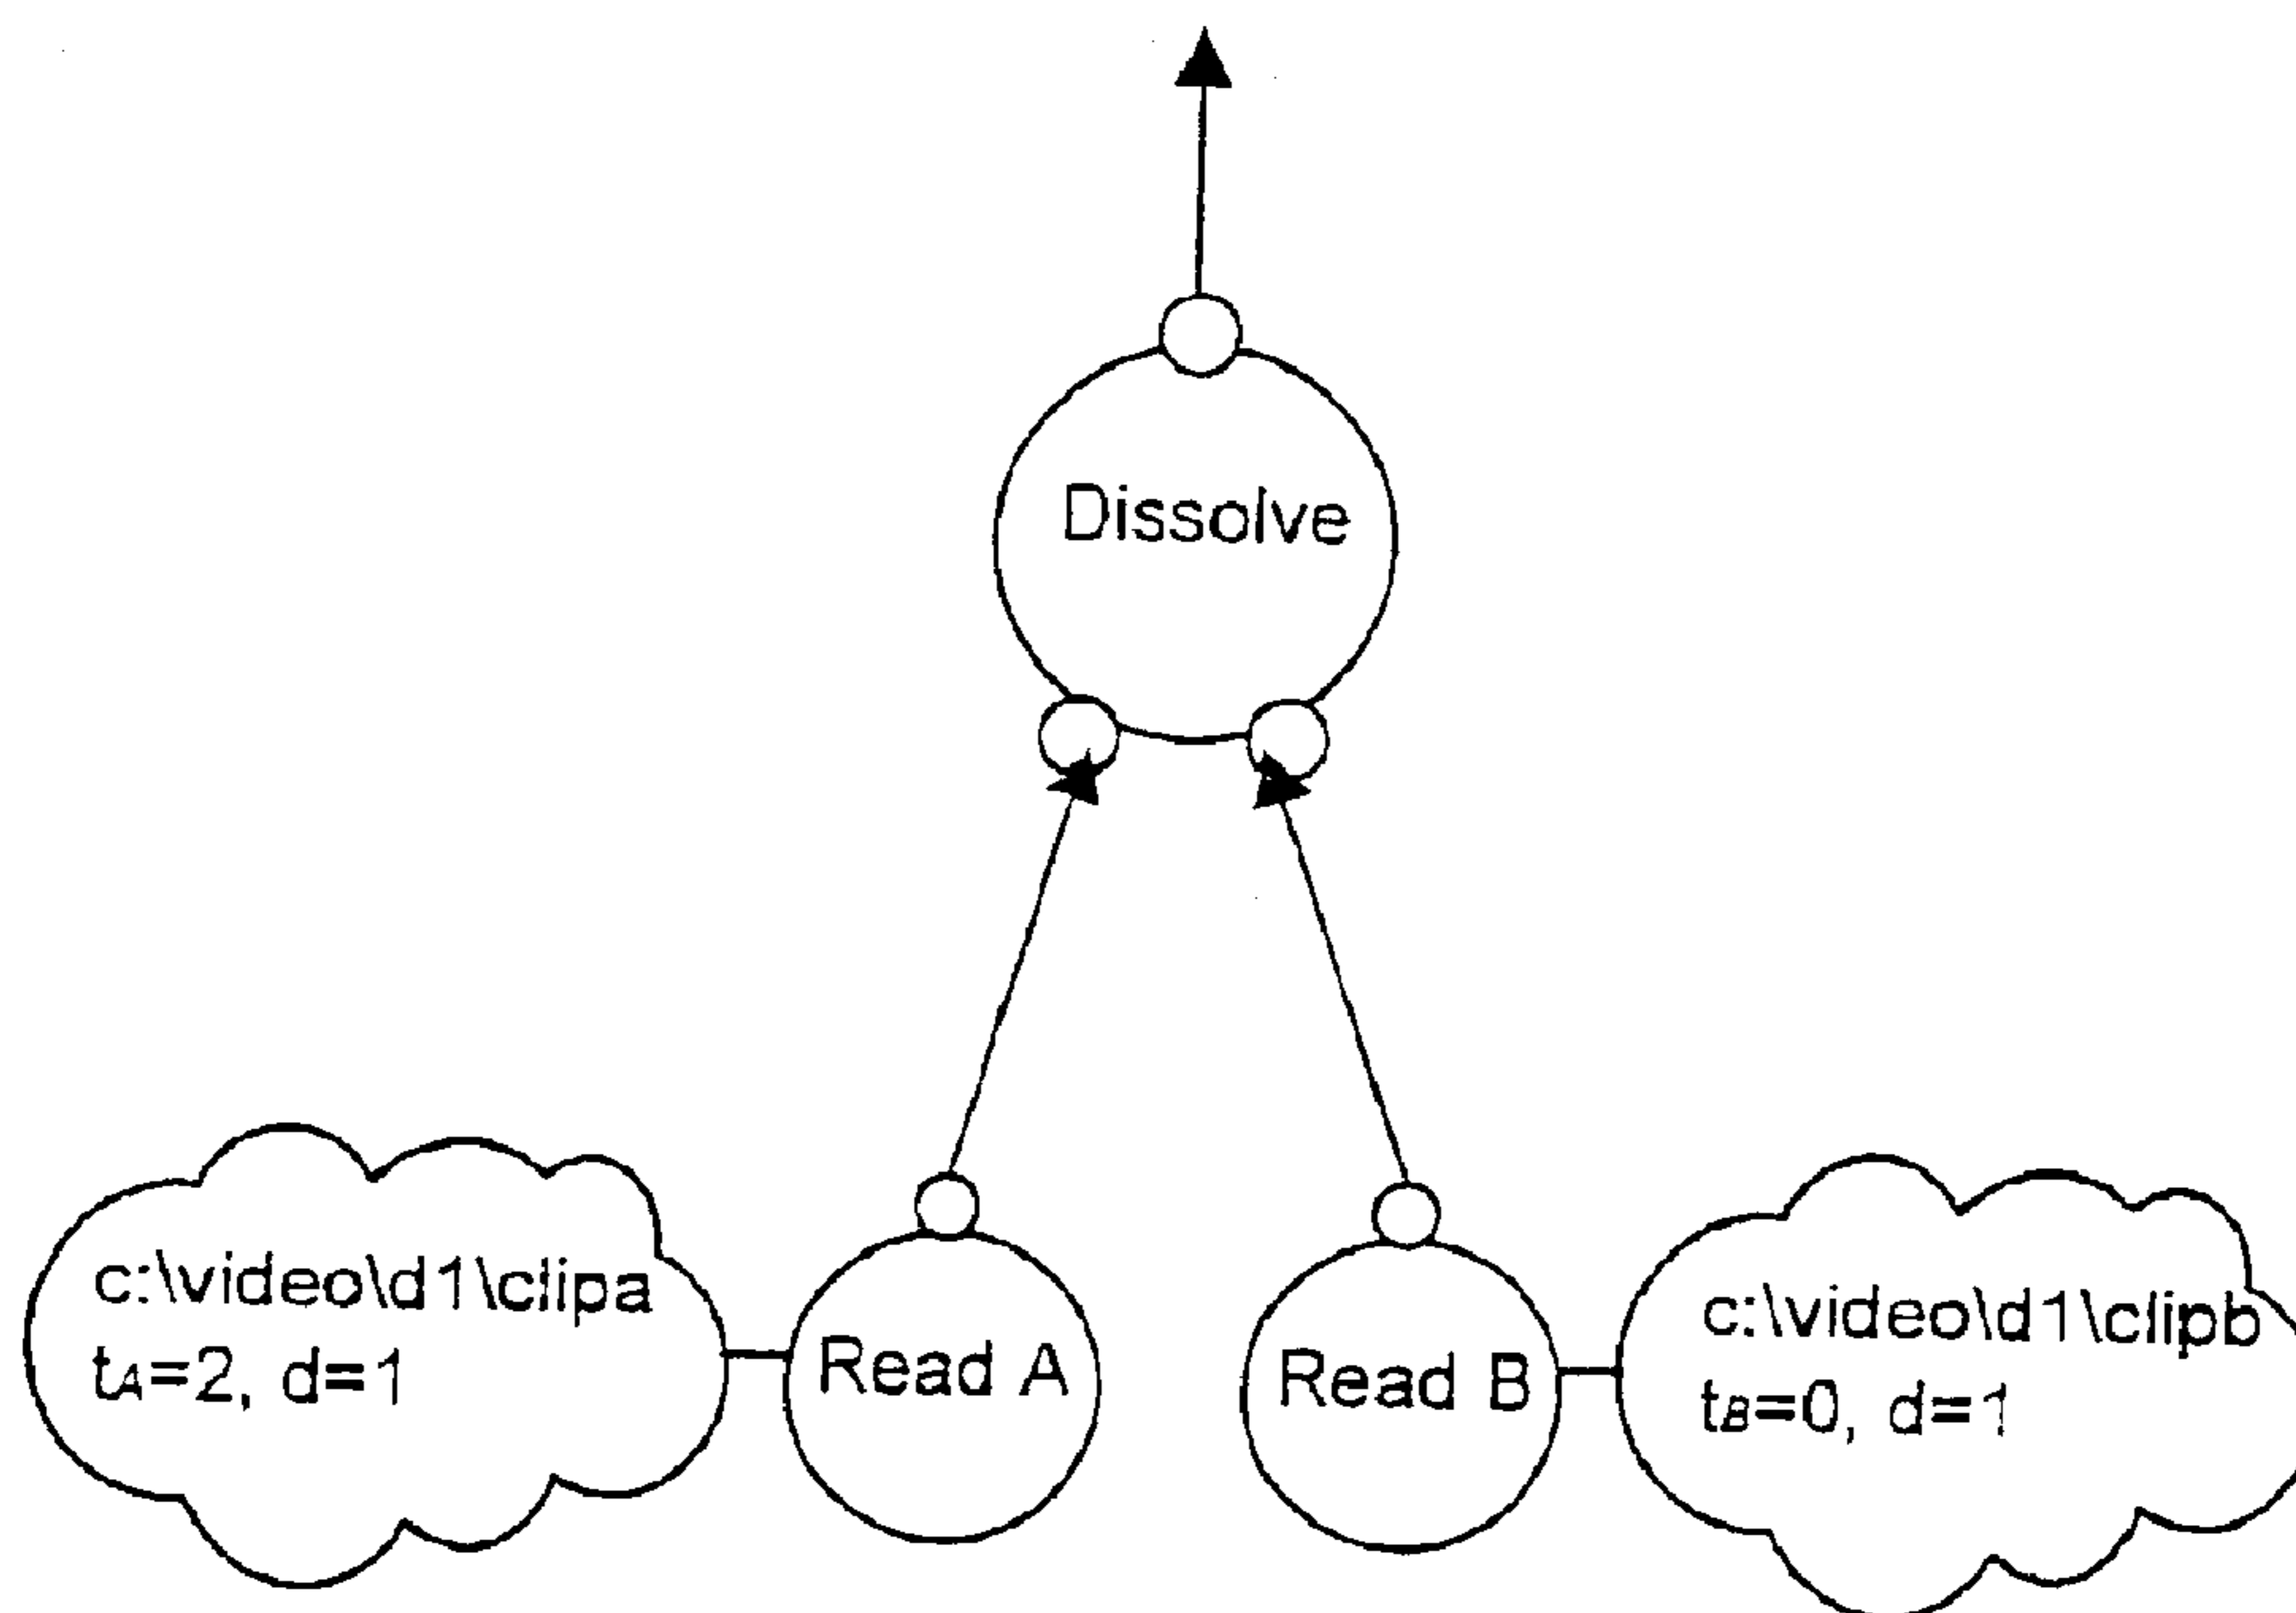 Dissolve
c:\video\d1\clipa
tA=2, d=1
Read A
Read B
c:\video\d1\clipb
tB=0, d=1